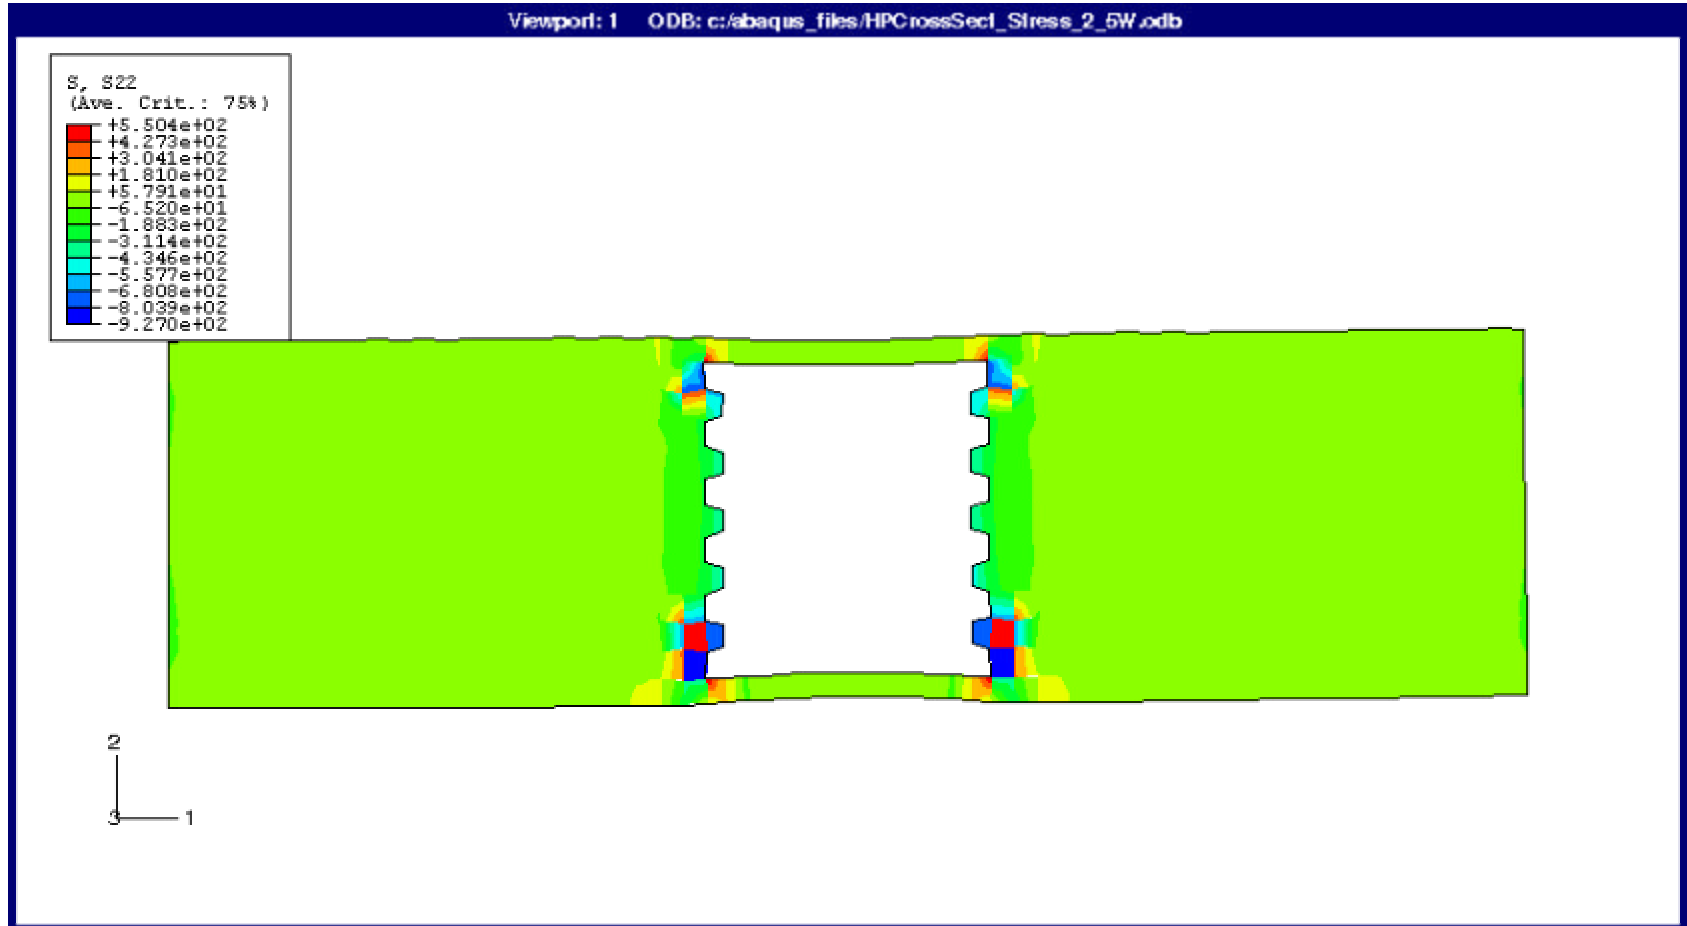 Viewport: 1 ODB: c:/abaqus_files/HPCrossSect_Stress_2_5W.odb
S, S22
(Ave. Crit.: 75%)
+5.504e+02
+4.273e+02
+3.041e+02
+1.810e+02
+5.791e+01
-6.520e+01
-1.883e+02
-3.114e+02
-4.346e+02
-5.577e+02
-6.808e+02
-8.039e+02
-9.270e+02
2
3
1